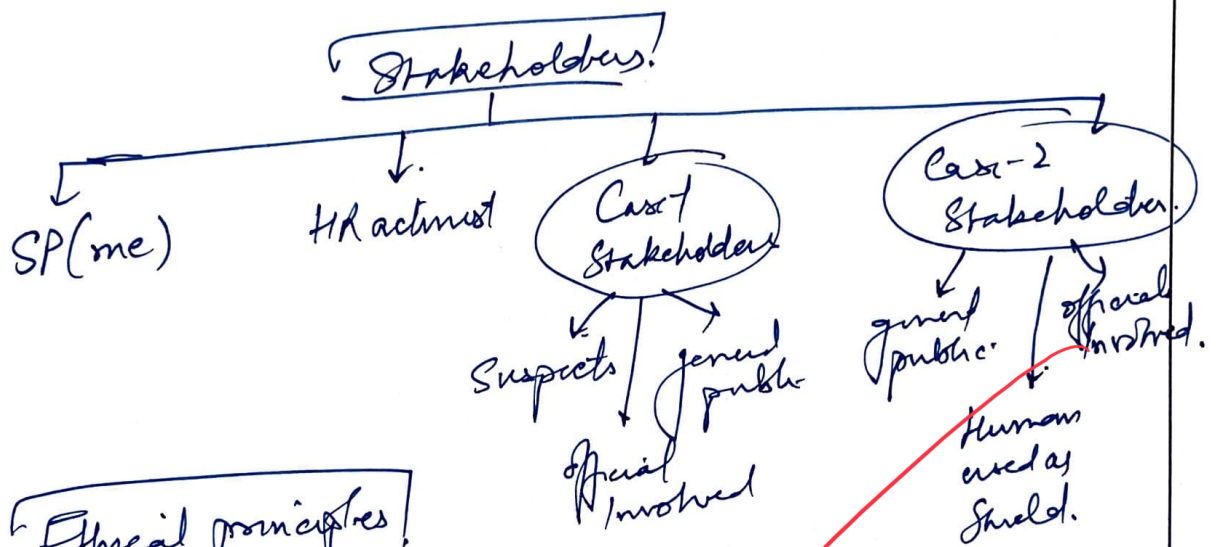 Stakeholders!
SP(me)
HR activist
Case-1
Stakeholders
Case-2
Stakeholder.
Suspects
official
Involved
general
public
general
public.
Human
used as
Shield.
official
Involved.
Ethical principles